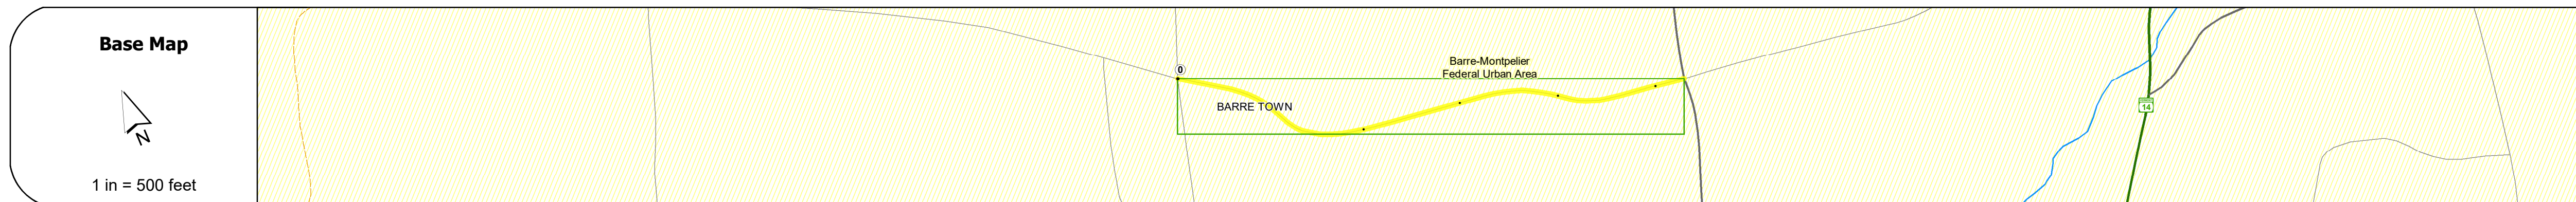 Base Map
N
1 in = 500 feet
0
BARRE TOWN
Barre-Montpelier
Federal Urban Area
14